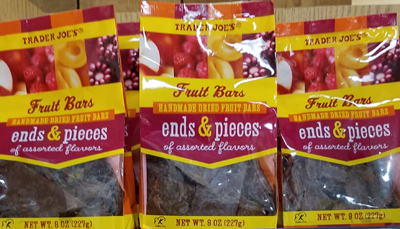 TRADER JOE'S®
Fruit Bars
HANDMADE DRIED FRUIT BARS
ends & pieces
of assorted flavors
NET WT. 8 OZ (227g)
TRADER JOE'S®
Fruit Bars
HANDMADE DRIED FRUIT BARS
ends & pieces
of assorted flavors
NET WT. 8 OZ (227g)
TRADER JOE'S®
Fruit Bars
HANDMADE DRIED FRUIT BARS
ends & pieces
of assorted flavors
NET WT. 8 OZ (227g)